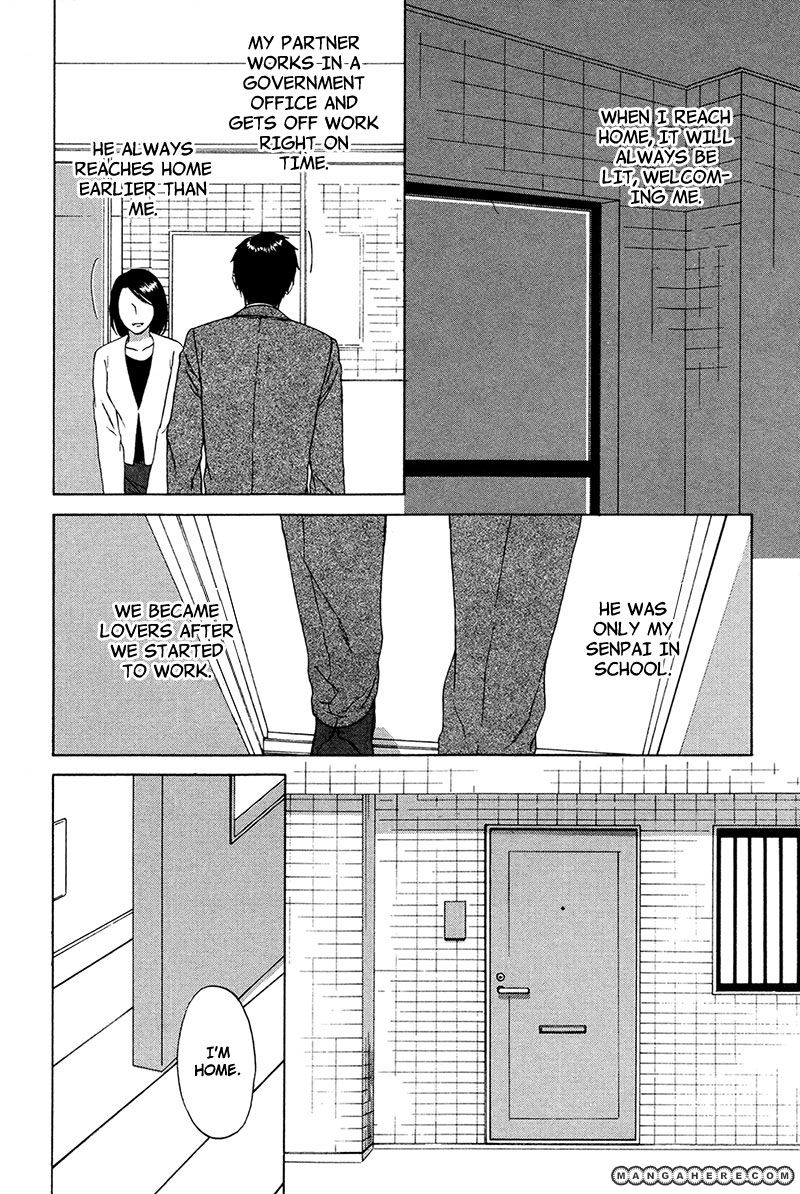 WHEN I REACH
HOME, IT WILL
ALWAYS BE
LIT, WELCOM-
ING ME.
MY PARTNER
WORKS IN A
GOVERNMENT
OFFICE AND
GETS OFF WORK
RIGHT ON
TIME.
HE ALWAYS
REACHES HOME
EARLIER THAN
ME.
HE WAS
ONLY MY
SENPAI IN
SCHOOL.
WE BECAME
LOVERS AFTER
WE STARTED
TO WORK.
I'M
HOME.
MANGAHERE.COM